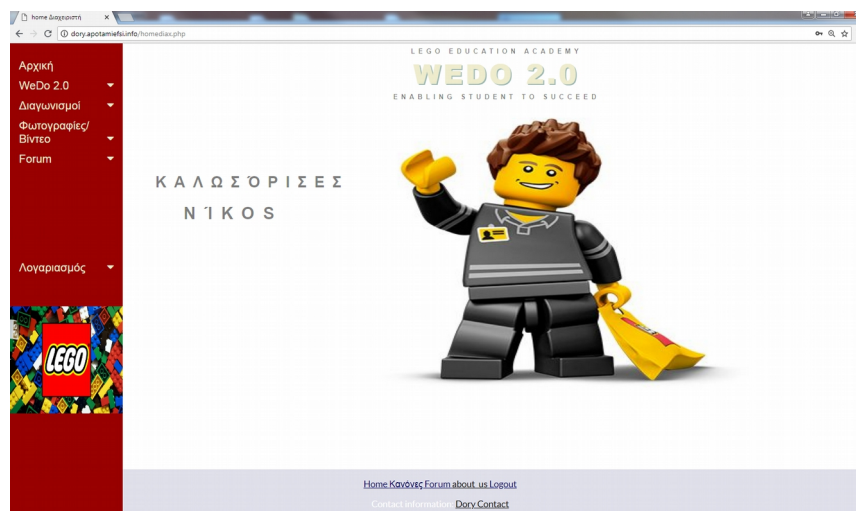 home Διαχειριστή
dory.apotamiefsi.info/homediax.php
Αρχική
WeDo 2.0
Διαγωνισμοί
Φωτογραφίες/
Βίντεο
Forum
Λογαριασμός
LEGO
LEGO EDUCATION ACADEMY
WEDO 2.0
ENABLING STUDENT TO SUCCEED
ΚΑΛΩΣΌΡΙΣΕΣ
ΝΊΚΟS
Home Κανόνες Forum about us Logout
Contact information: Dory Contact